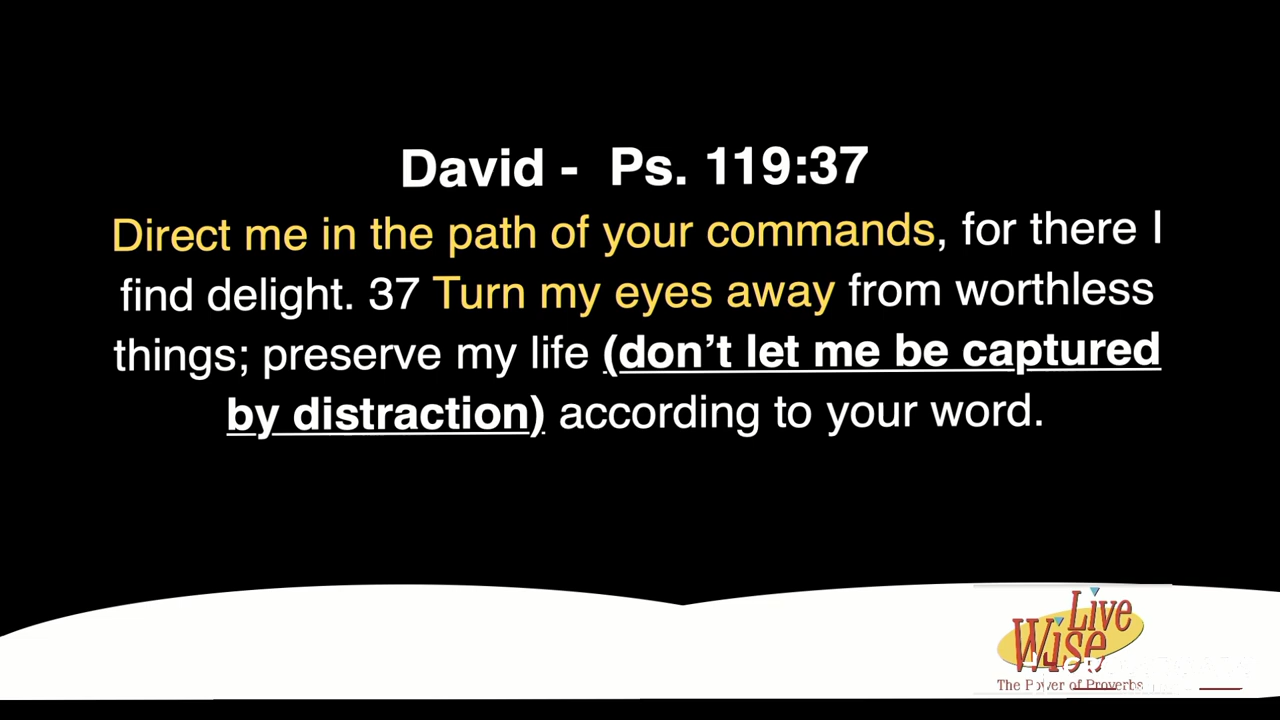 David - Ps. 119:37
Direct me in the path of your commands, for there I
find delight. 37 Turn my eyes away from worthless
things; preserve my life (don’t let me be captured
by distraction) according to your word.
Live
Wise
The Power of Proverbs